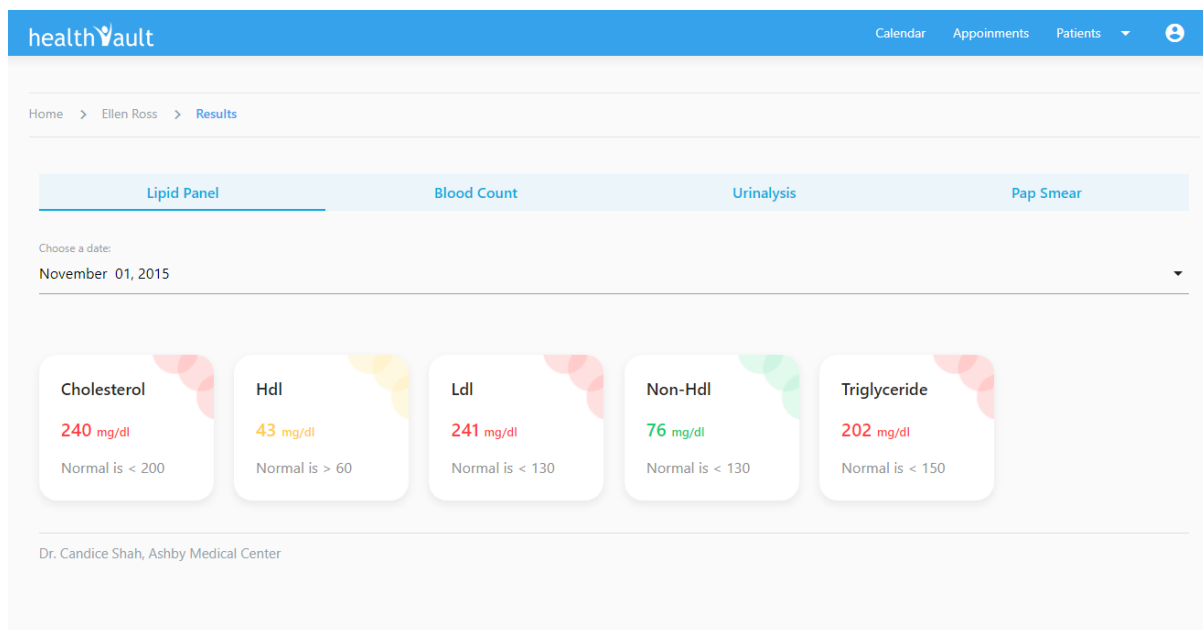 healthVault
Calendar Appoinments Patients
Home > Ellen Ross > Results
Lipid Panel Blood Count Urinalysis Pap Smear
Choose a date:
November 01, 2015
Cholesterol
240 mg/dl
Normal is < 200
Hdl
43 mg/dl
Normal is > 60
Ldl
241 mg/dl
Normal is < 130
Non-Hdl
76 mg/dl
Normal is < 130
Triglyceride
202 mg/dl
Normal is < 150
Dr. Candice Shah, Ashby Medical Center